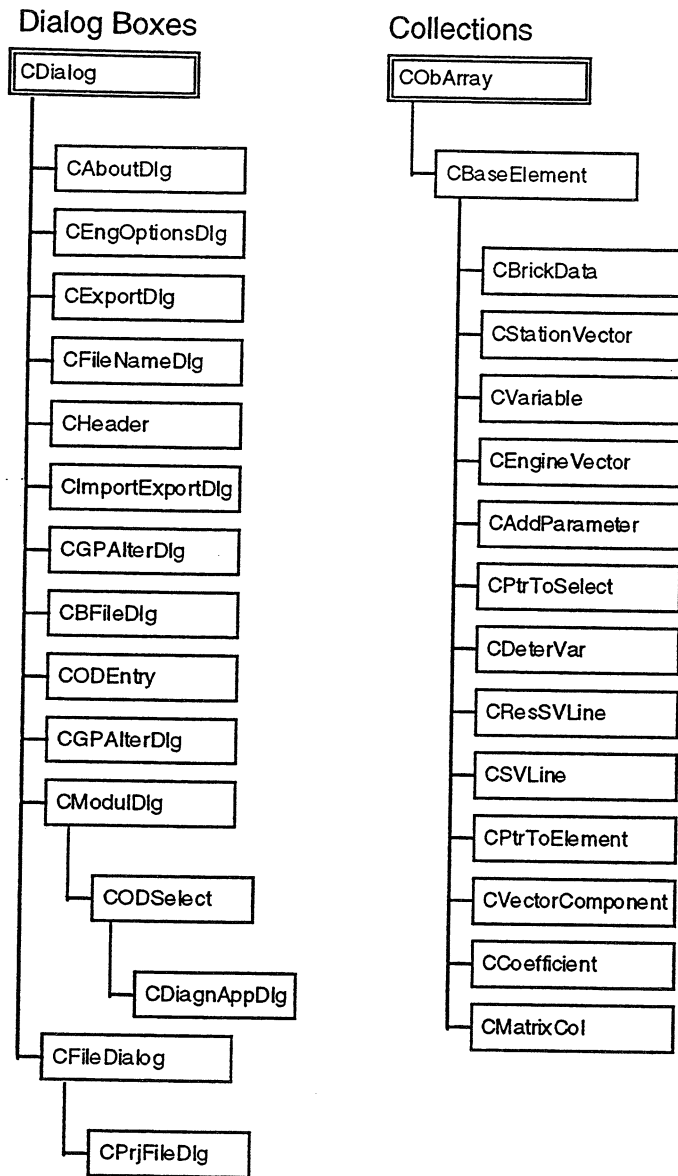 Dialog Boxes
CDialog
CAboutDlg
CEngOptionsDlg
CExportDlg
CFileNameDlg
CHeader
CImportExportDlg
CGPAlterDlg
CBFileDlg
CODEntry
CGPAlterDlg
CModulDlg
CODSelect
CDiagnAppDlg
CFileDialog
CPrjFileDlg
Collections
CObArray
CBaseElement
CBrickData
CStationVector
CVariable
CEngineVector
CAddParameter
CPtrToSelect
CDeterVar
CResSVLine
CSVLine
CPtrToElement
CVectorComponent
CCoefficient
CMatrixCol